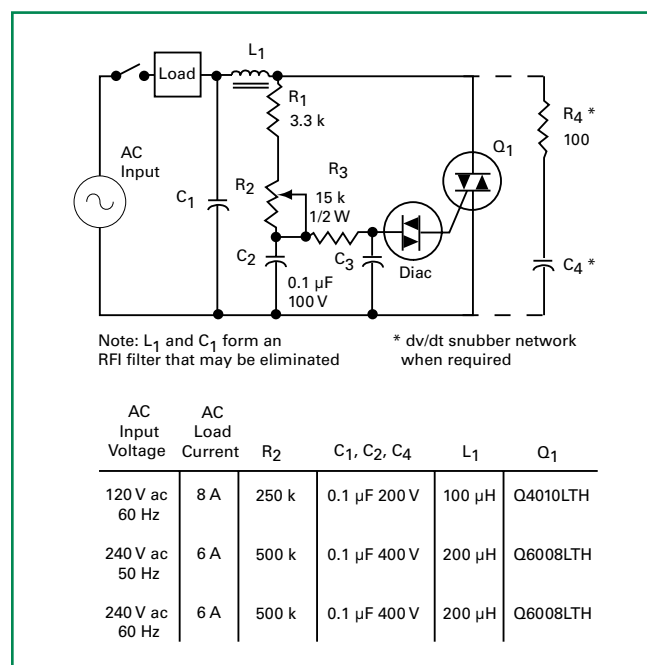 L1
Load
R1
3.3 k
R4 *
100
AC
Input
Q1
R3
R2
15 k
1/2 W
C1
C2
C3
Diac
C4 *
0.1 µF
100 V
Note: L1 and C1 form an
RFI filter that may be eliminated
* dv/dt snubber network
when required
AC Input Voltage AC Load Current R2 C1, C2, C4 L1 Q1
120 V ac 60 Hz 8 A 250 k 0.1 µF 200 V 100 µH Q4010LTH
240 V ac 50 Hz 6 A 500 k 0.1 µF 400 V 200 µH Q6008LTH
240 V ac 60 Hz 6 A 500 k 0.1 µF 400 V 200 µH Q6008LTH